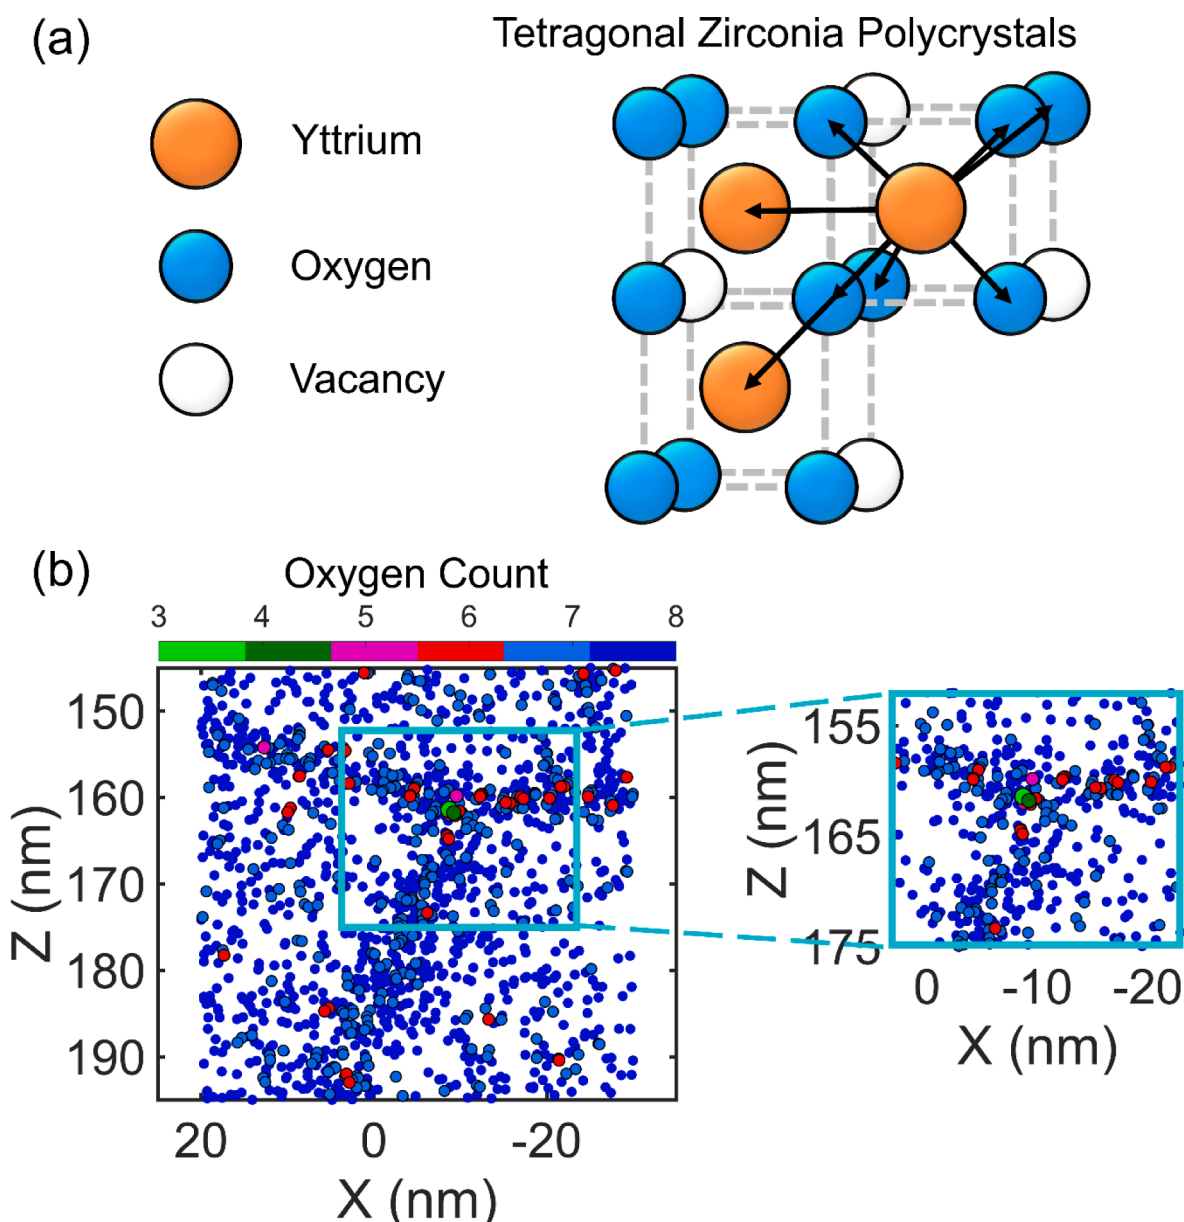 (a)
Tetragonal Zirconia Polycrystals
Yttrium
Oxygen
Vacancy
(b)
Oxygen Count
3 4 5 6 7 8
150
160
170
180
190
Z (nm)
20 0 -20
X (nm)
155
165
175
Z (nm)
0 -10 -20
X (nm)